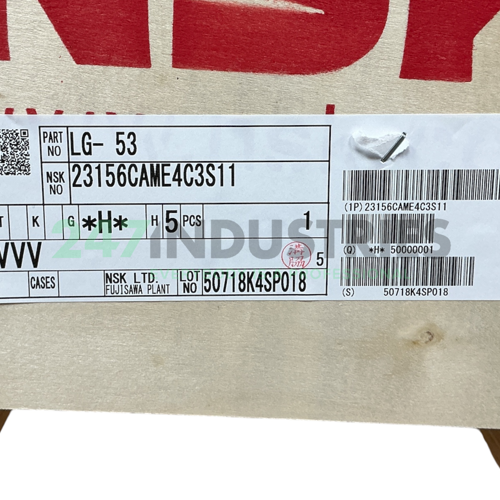 NSK
PART NO LG- 53
NSK NO 23156CAME4C3S11
T K G *H* H 5 PCS 1
VVV
5
CASES NSK LTD. FUJISAWA PLANT LOT NO 50718K4SP018
(1P) 23156CAME4C3S11
(Q) *H* 50000001
(S) 50718K4SP018
247INDUSTRIES